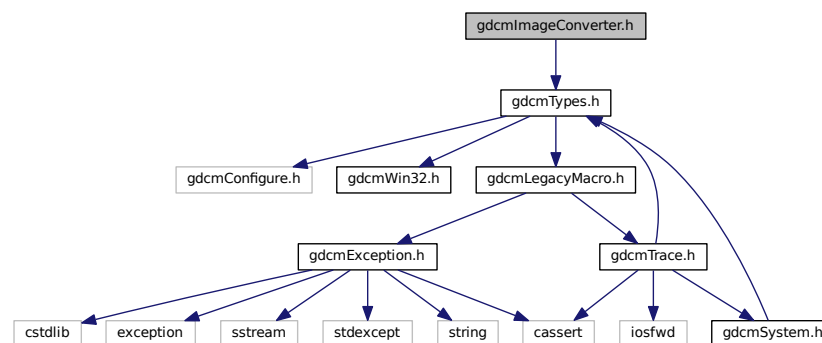 gdcmImageConverter.h
gdcmTypes.h
gdcmConfigure.h
gdcmWin32.h
gdcmLegacyMacro.h
gdcmException.h
gdcmTrace.h
cstdlib
exception
sstream
stdexcept
string
cassert
iosfwd
gdcmSystem.h